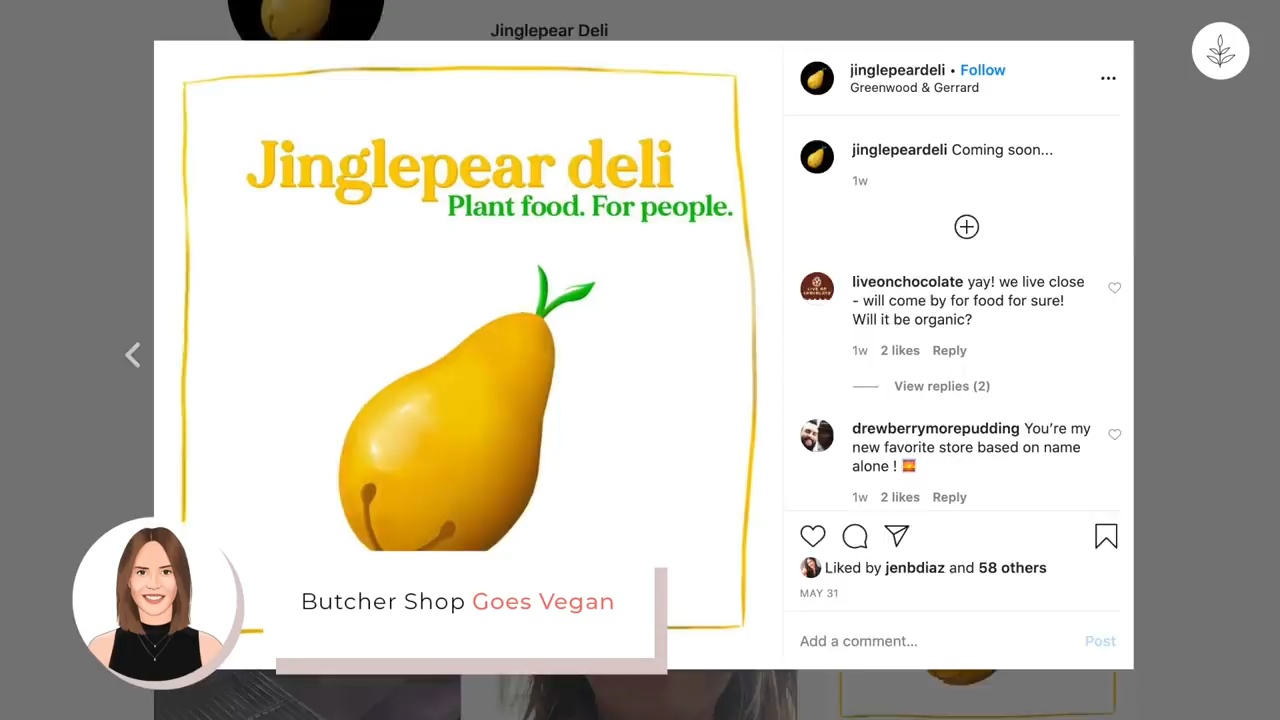 Jinglepear Deli
Jinglepear deli
Plant food. For people.
jinglepeardeli • Follow
Greenwood & Gerrard
jinglepeardeli Coming soon...
1w
liveonchocolate yay! we live close
- will come by for food for sure!
Will it be organic?
1w 2 likes Reply
View replies (2)
drewberrymorepudding You're my
new favorite store based on name
alone !
1w 2 likes Reply
Liked by jenbdiaz and 58 others
MAY 31
Add a comment... Post
Butcher Shop Goes Vegan